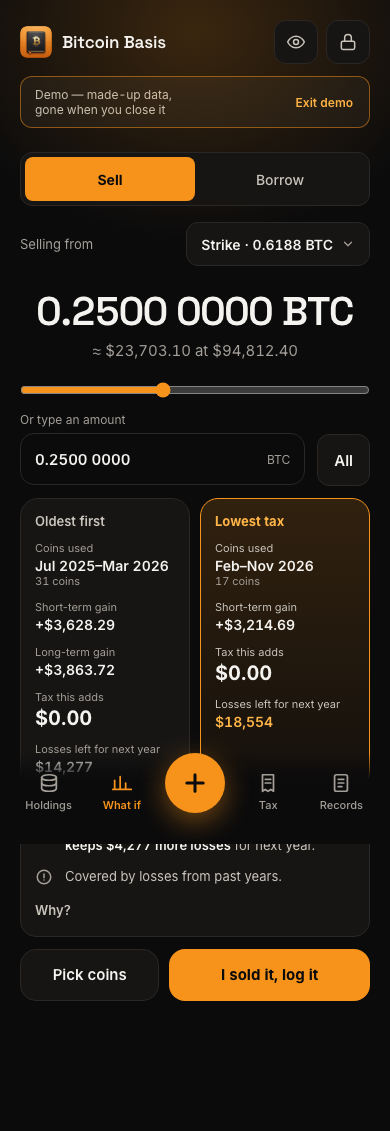 Bitcoin Basis
Demo — made-up data,
gone when you close it
Exit demo
Sell
Borrow
Selling from
Strike · 0.6188 BTC
0.2500 0000 BTC
≈ $23,703.10 at $94,812.40
Or type an amount
0.2500 0000
BTC
All
Oldest first
Coins used
Jul 2025–Mar 2026
31 coins
Short-term gain
+$3,628.29
Long-term gain
+$3,863.72
Tax this adds
$0.00
Losses left for next year
$14,277
Lowest tax
Coins used
Feb–Nov 2026
17 coins
Short-term gain
+$3,214.69
Tax this adds
$0.00
Losses left for next year
$18,554
Holdings
What if
Tax
Records
keeps $4,277 more losses for next year.
Covered by losses from past years.
Why?
Pick coins
I sold it, log it